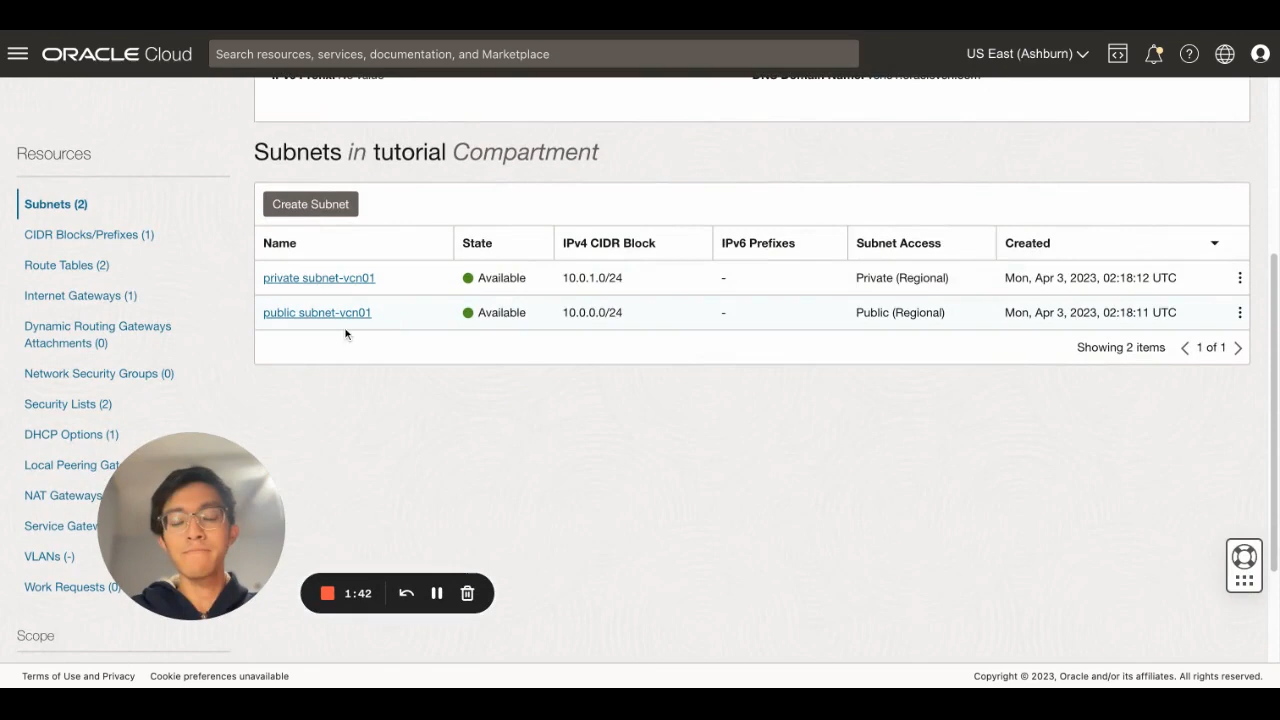 ORACLE Cloud
Search resources, services, documentation, and Marketplace
US East (Ashburn)
Resources
Subnets (2)
CIDR Blocks/Prefixes (1)
Route Tables (2)
Internet Gateways (1)
Dynamic Routing Gateways
Attachments (0)
Network Security Groups (0)
Security Lists (2)
DHCP Options (1)
Local Peering Gat
NAT Gateways
Service Gatew
VLANs (-)
Work Requests (0)
Scope
Subnets in tutorial Compartment
Create Subnet
Name State IPv4 CIDR Block IPv6 Prefixes Subnet Access Created
private subnet-vcn01 Available 10.0.1.0/24 - Private (Regional) Mon, Apr 3, 2023, 02:18:12 UTC
public subnet-vcn01 Available 10.0.0.0/24 - Public (Regional) Mon, Apr 3, 2023, 02:18:11 UTC
Showing 2 items 1 of 1
1:42
Terms of Use and Privacy Cookie preferences unavailable
Copyright © 2023, Oracle and/or its affiliates. All rights reserved.